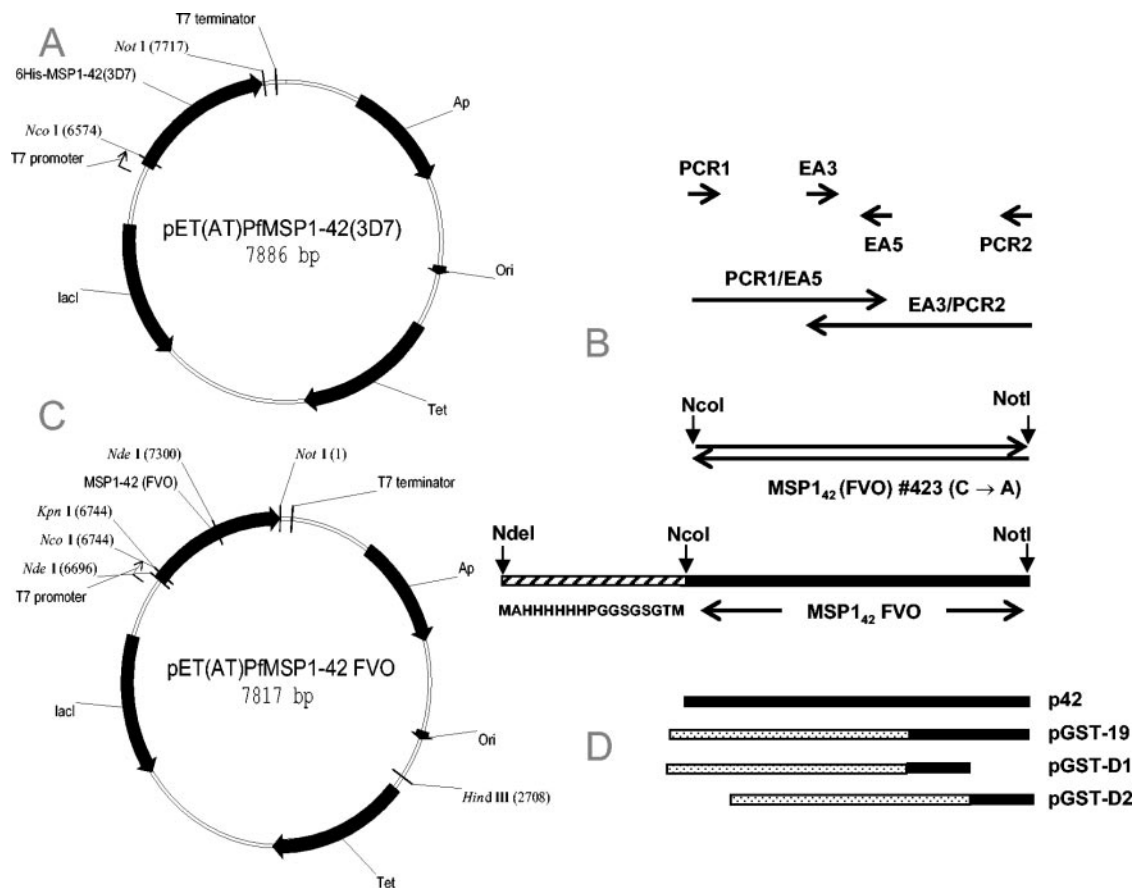 A
T7 terminator
Not I (7717)
6His-MSP1-42(3D7)
Ap
Nco I (6574)
T7 promoter
pET(AT)PfMSP1-42(3D7)
7886 bp
Ori
lacI
Tet
B
PCR1
EA3
EA5
PCR2
PCR1/EA5
EA3/PCR2
NcoI
NotI
MSP1₄₂ (FVO) #423 (C → A)
NdeI
NcoI
NotI
MAHHHHHHPGGSGSGTM
MSP1₄₂ FVO
C
Nde I (7300)
Not I (1)
MSP1-42 (FVO)
T7 terminator
Kpn I (6744)
Nco I (6744)
Nde I (6696)
Ap
T7 promoter
pET(AT)PfMSP1-42 FVO
7817 bp
lacI
Ori
Hind III (2708)
Tet
D
p42
pGST-19
pGST-D1
pGST-D2